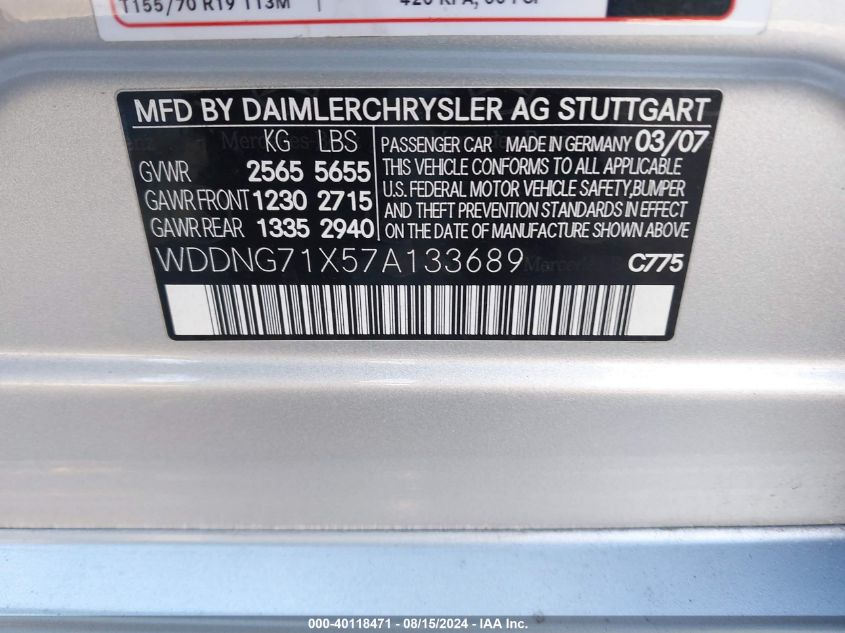 T155/70 R19 113M
MFD BY DAIMLERCHRYSLER AG STUTTGART
KG LBS
GVWR 2565 5655
GAWR FRONT 1230 2715
GAWR REAR 1335 2940
PASSENGER CAR MADE IN GERMANY 03/07
THIS VEHICLE CONFORMS TO ALL APPLICABLE
U.S. FEDERAL MOTOR VEHICLE SAFETY,BUMPER
AND THEFT PREVENTION STANDARDS IN EFFECT
ON THE DATE OF MANUFACTURE SHOWN ABOVE
WDDNG71X57A133689 C775
000-40118471 - 08/15/2024 - IAA Inc.